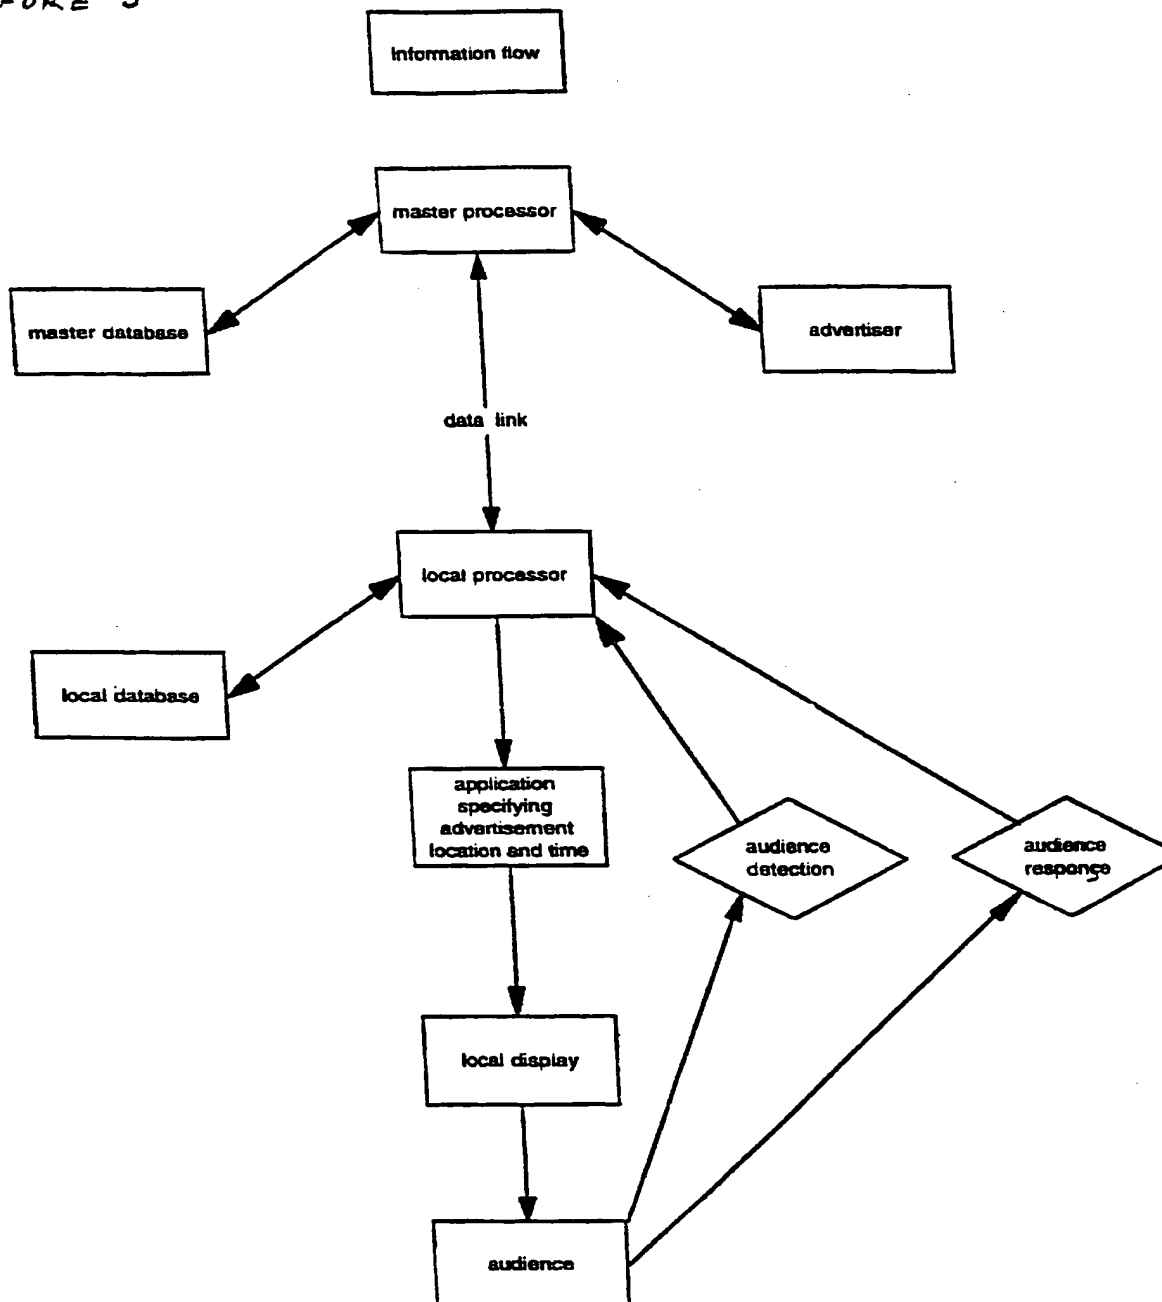 Information flow
master processor
master database
advertiser
data link
local processor
local database
application
specifying
advertisement
location and time
audience
detection
audience
response
local display
audience